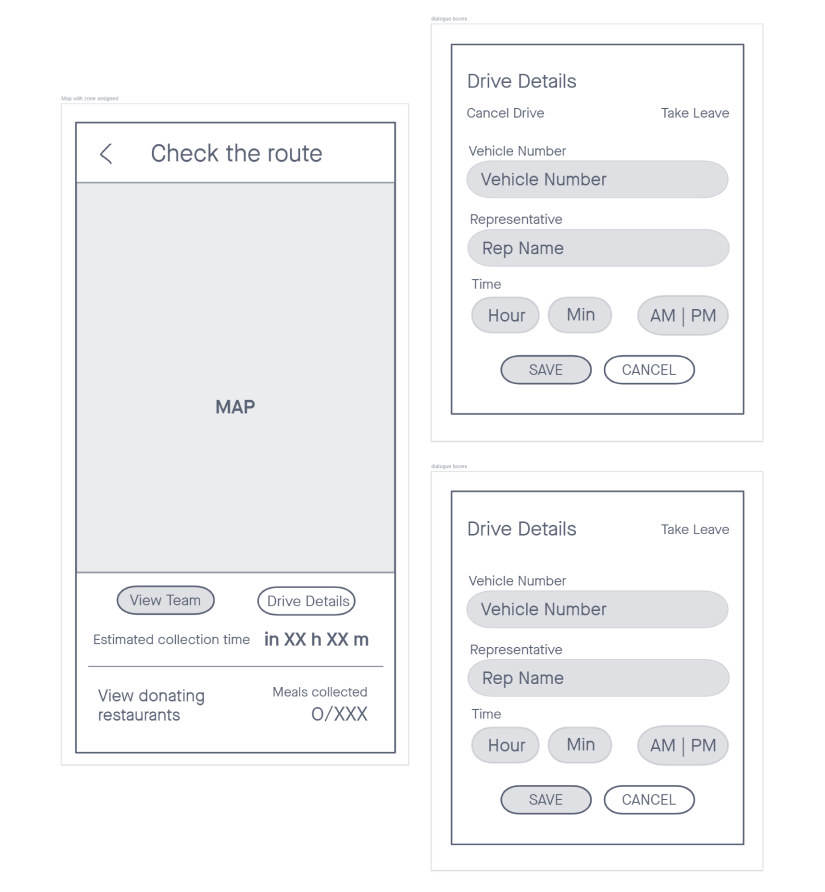 Map with zone assigned
Check the route
MAP
View Team
Drive Details
Estimated collection time in XX h XX m
View donating
restaurants
Meals collected
0/XXX
dialogue boxes
Drive Details
Cancel Drive
Take Leave
Vehicle Number
Vehicle Number
Representative
Rep Name
Time
Hour
Min
AM | PM
SAVE
CANCEL
dialogue boxes
Drive Details
Take Leave
Vehicle Number
Vehicle Number
Representative
Rep Name
Time
Hour
Min
AM | PM
SAVE
CANCEL